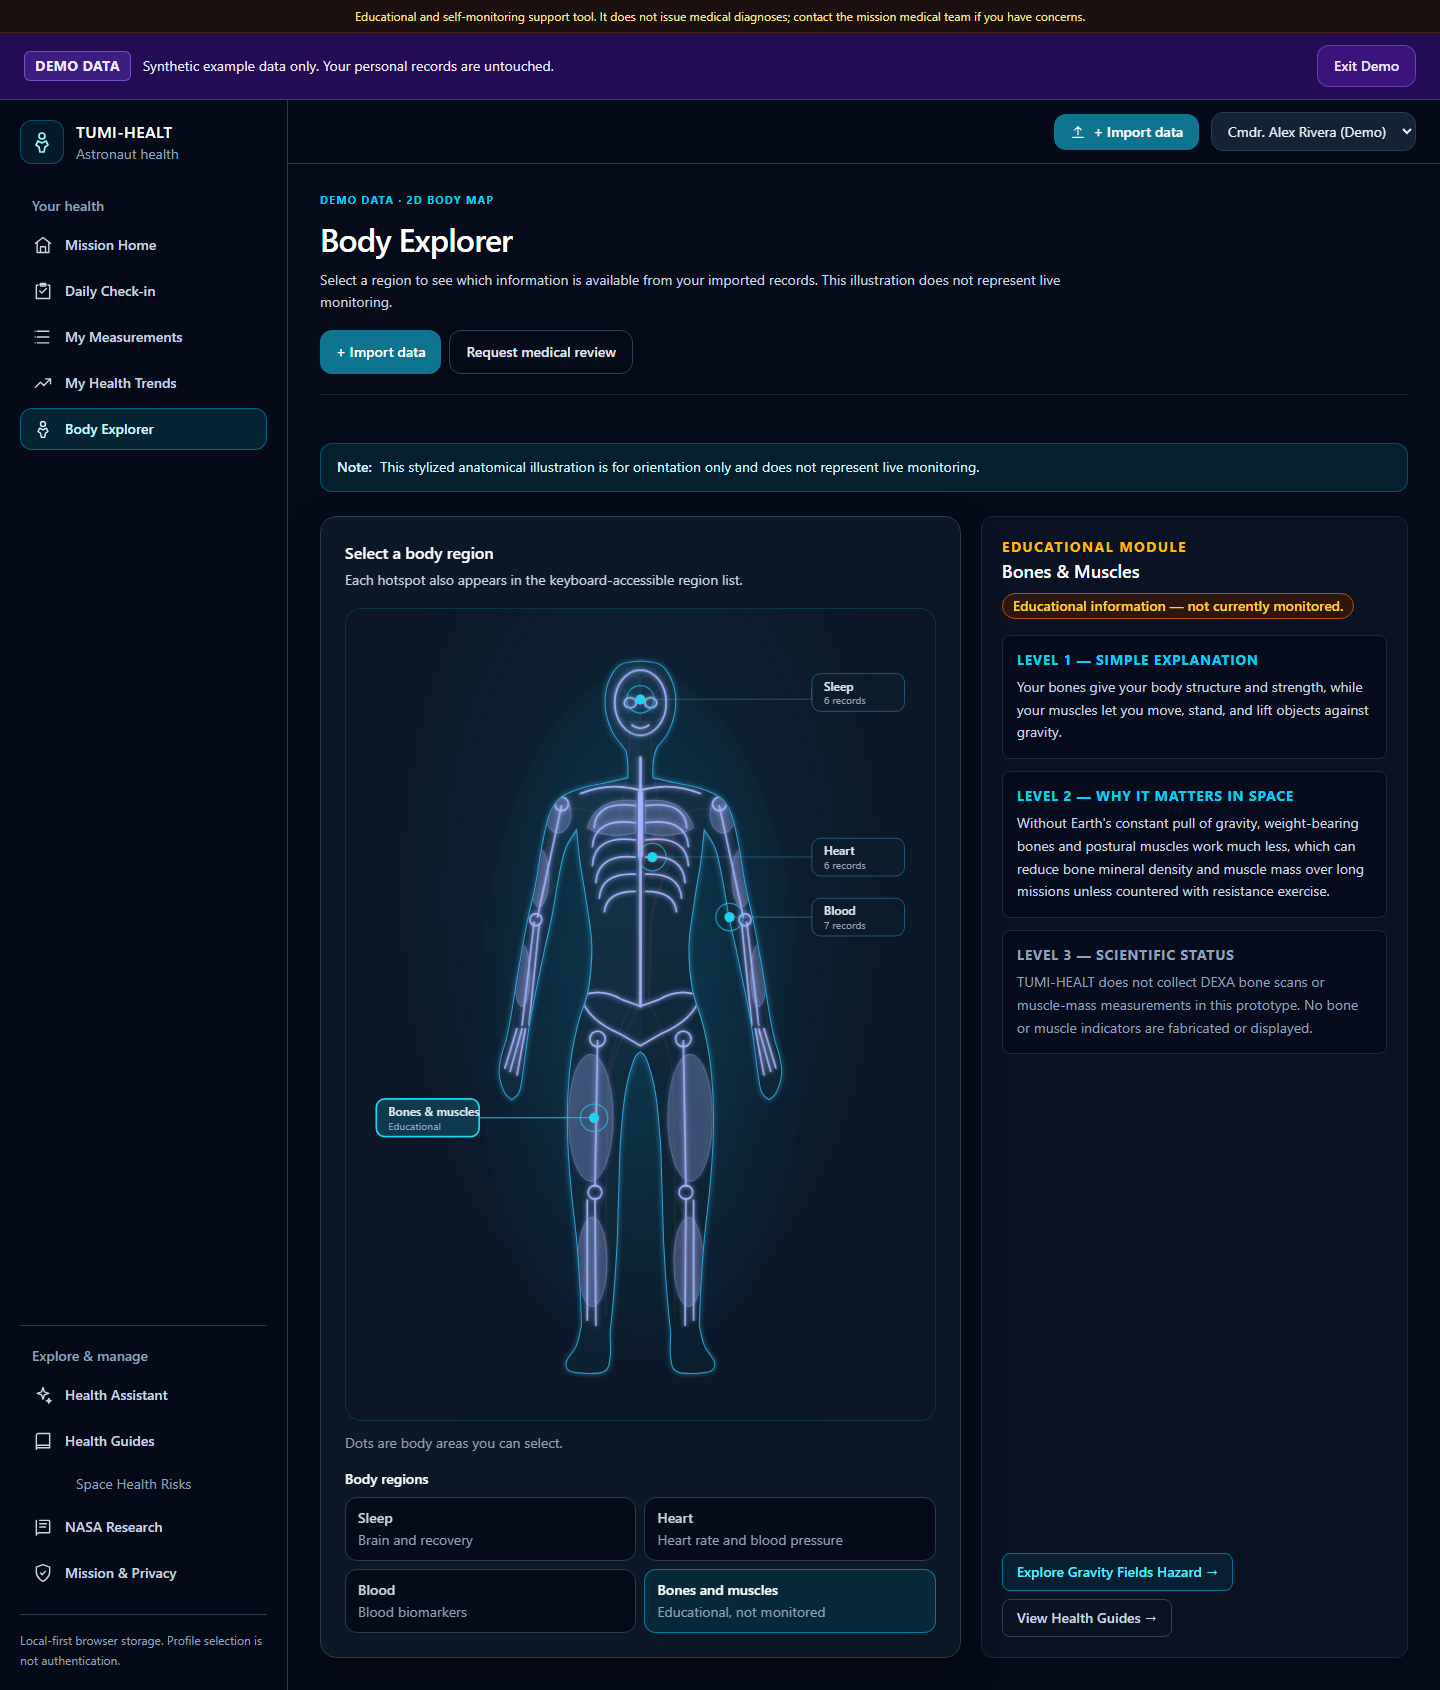 Educational and self-monitoring support tool. It does not issue medical diagnoses; contact the mission medical team if you have concerns.
DEMO DATA
Synthetic example data only. Your personal records are untouched.
Exit Demo
TUMI-HEALT
Astronaut health
+ Import data
Cmdr. Alex Rivera (Demo)
Your health
Mission Home
Daily Check-in
My Measurements
My Health Trends
Body Explorer
DEMO DATA · 2D BODY MAP
Body Explorer
Select a region to see which information is available from your imported records. This illustration does not represent live
monitoring.
+ Import data
Request medical review
Note: This stylized anatomical illustration is for orientation only and does not represent live monitoring.
Select a body region
Each hotspot also appears in the keyboard-accessible region list.
Sleep
6 records
Heart
6 records
Blood
7 records
Bones & muscles
Educational
Dots are body areas you can select.
Body regions
Sleep
Brain and recovery
Heart
Heart rate and blood pressure
Blood
Blood biomarkers
Bones and muscles
Educational, not monitored
EDUCATIONAL MODULE
Bones & Muscles
Educational information — not currently monitored.
LEVEL 1 — SIMPLE EXPLANATION
Your bones give your body structure and strength, while
your muscles let you move, stand, and lift objects against
gravity.
LEVEL 2 — WHY IT MATTERS IN SPACE
Without Earth's constant pull of gravity, weight-bearing
bones and postural muscles work much less, which can
reduce bone mineral density and muscle mass over long
missions unless countered with resistance exercise.
LEVEL 3 — SCIENTIFIC STATUS
TUMI-HEALT does not collect DEXA bone scans or
muscle-mass measurements in this prototype. No bone
or muscle indicators are fabricated or displayed.
Explore Gravity Fields Hazard →
View Health Guides →
Explore & manage
Health Assistant
Health Guides
Space Health Risks
NASA Research
Mission & Privacy
Local-first browser storage. Profile selection is
not authentication.